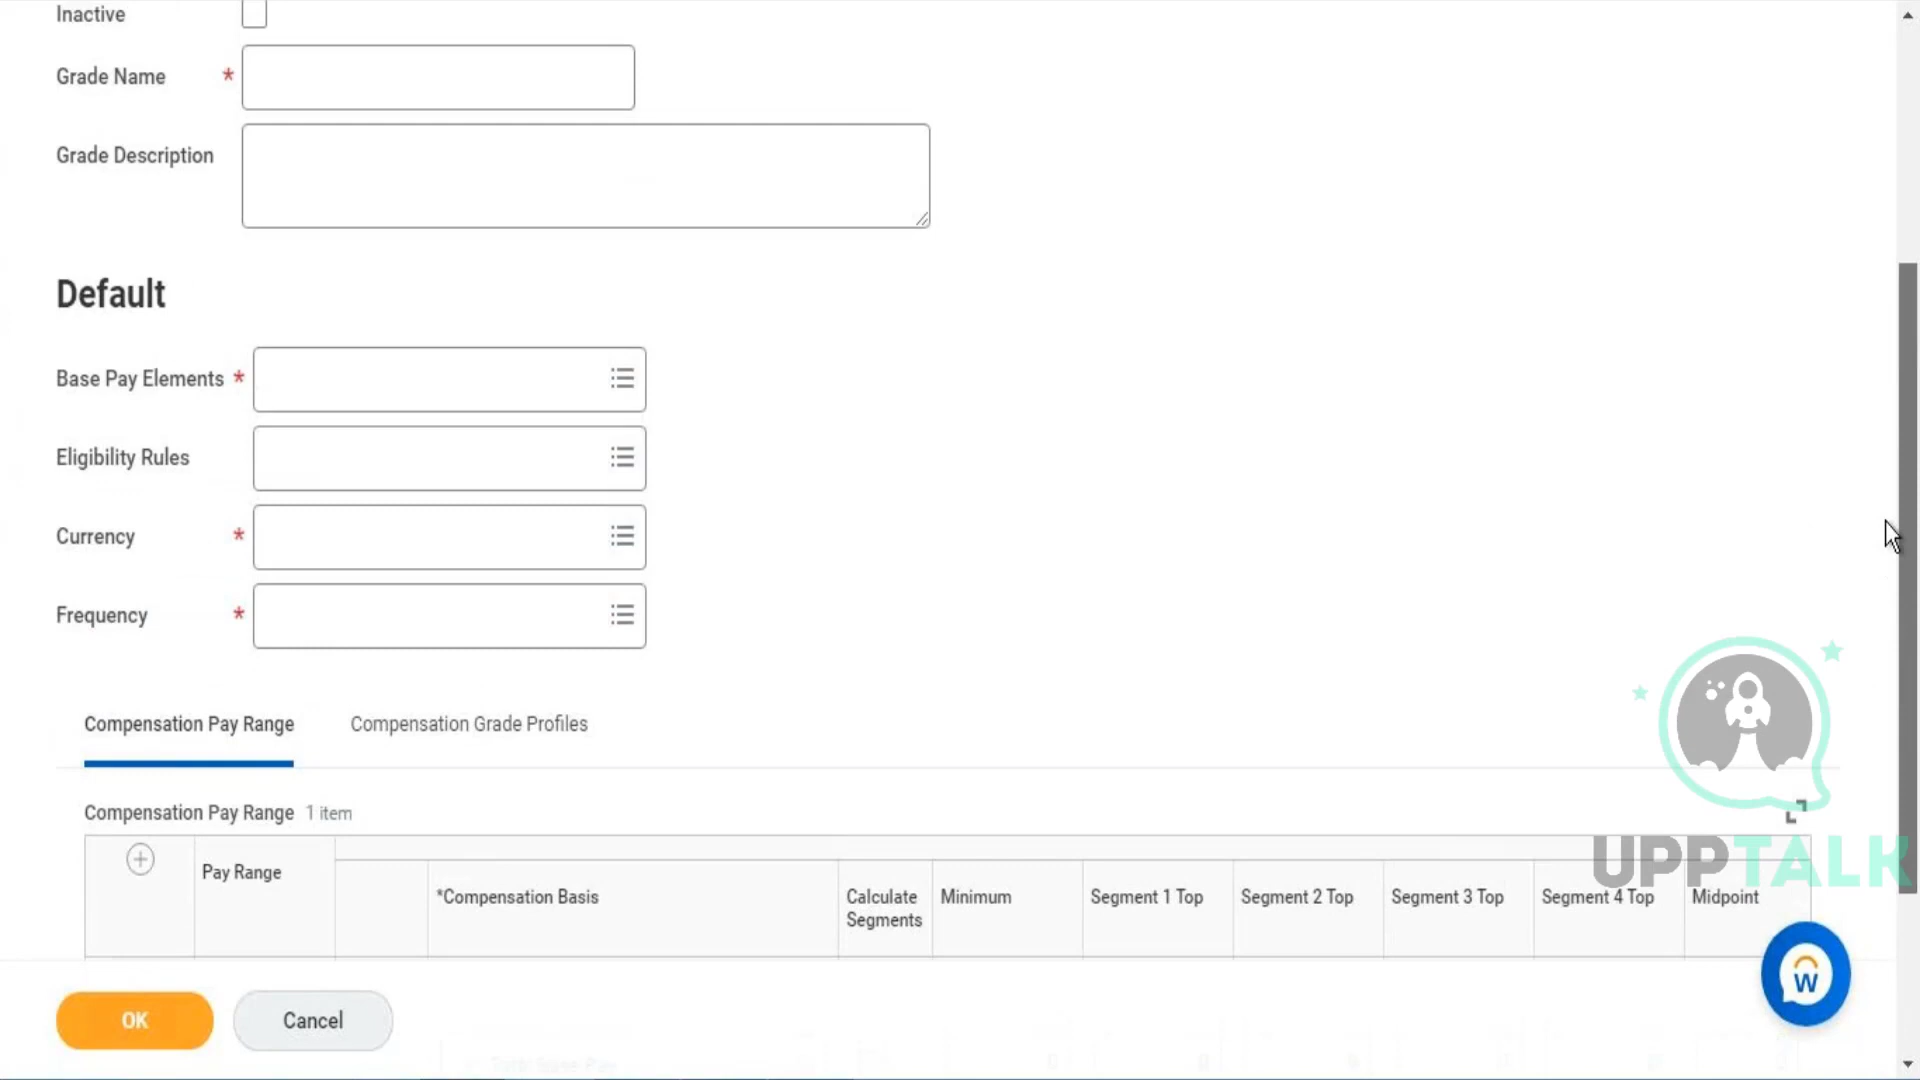 Inactive
Grade Name *
Grade Description
Default
Base Pay Elements *
Eligibility Rules
Currency *
Frequency *
Compensation Pay Range Compensation Grade Profiles
Compensation Pay Range 1 item
Pay Range
*Compensation Basis
Calculate Segments
Minimum
Segment 1 Top
Segment 2 Top
Segment 3 Top
Segment 4 Top
Midpoint
UPPTALK
W
OK Cancel